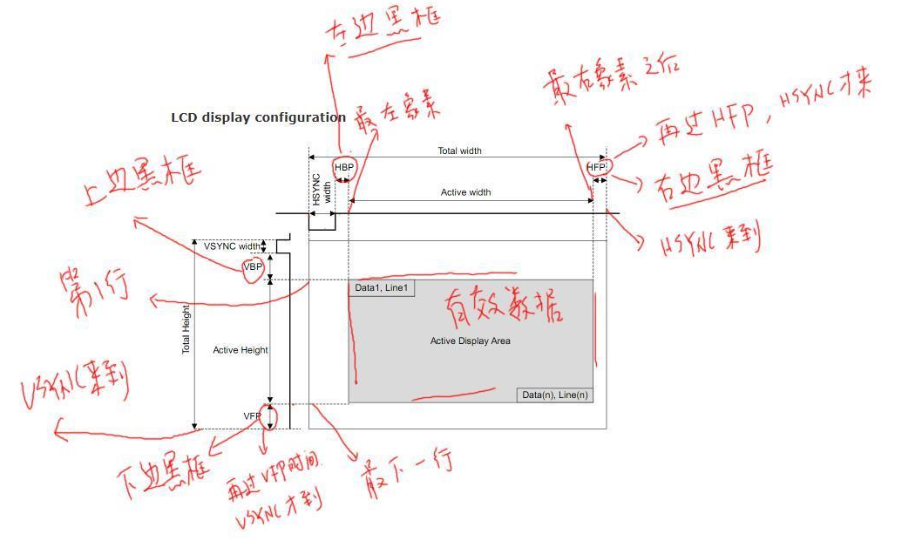 左边黑框
最右象素之后
再过HFP，HSYNC才来
最左象素
LCD display configuration
Total width
HBP
HFP
右边黑框
上边黑框
HSYNC
width
Active width
HSYNC来到
VSYNC width
VBP
第1行
Data1, Line1
有效数据
Total Height
Active Height
Active Display Area
VSYNC来到
Data(n), Line(n)
VFP
下边黑框
再过VFP时间
VSYNC才到
最下一行